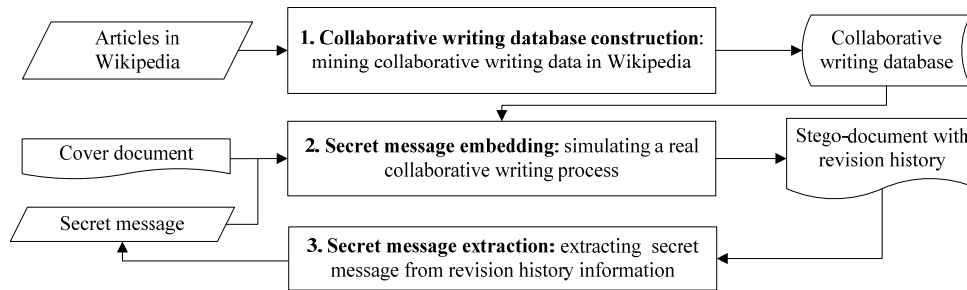 Articles in
Wikipedia
1. Collaborative writing database construction:
mining collaborative writing data in Wikipedia
Collaborative
writing database
Cover document
2. Secret message embedding: simulating a real
collaborative writing process
Stego-document with
revision history
Secret message
3. Secret message extraction: extracting secret
message from revision history information